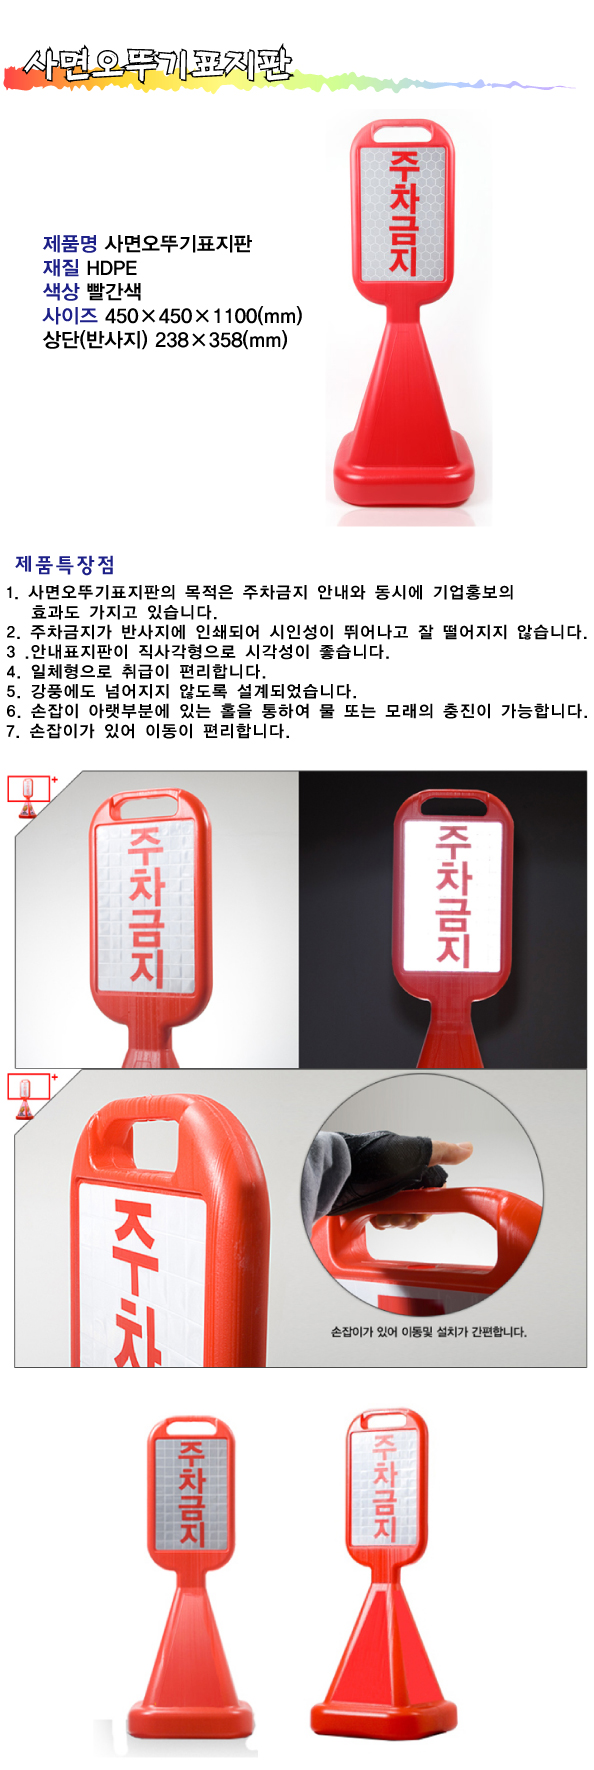 사면오뚜기표지판
주차금지
제품명 사면오뚜기표지판
재질 HDPE
색상 빨간색
사이즈 450×450×1100(mm)
상단(반사지) 238×358(mm)
제품특장점
1. 사면오뚜기표지판의 목적은 주차금지 안내와 동시에 기업홍보의
효과도 가지고 있습니다.
2. 주차금지가 반사지에 인쇄되어 시인성이 뛰어나고 잘 떨어지지 않습니다.
3 .안내표지판이 직사각형으로 시각성이 좋습니다.
4. 일체형으로 취급이 편리합니다.
5. 강풍에도 넘어지지 않도록 설계되었습니다.
6. 손잡이 아랫부분에 있는 홀을 통하여 물 또는 모래의 충진이 가능합니다.
7. 손잡이가 있어 이동이 편리합니다.
+
주차금지
주차금지
+
주차
손잡이가 있어 이동및 설치가 간편합니다.
주차금지
주차금지